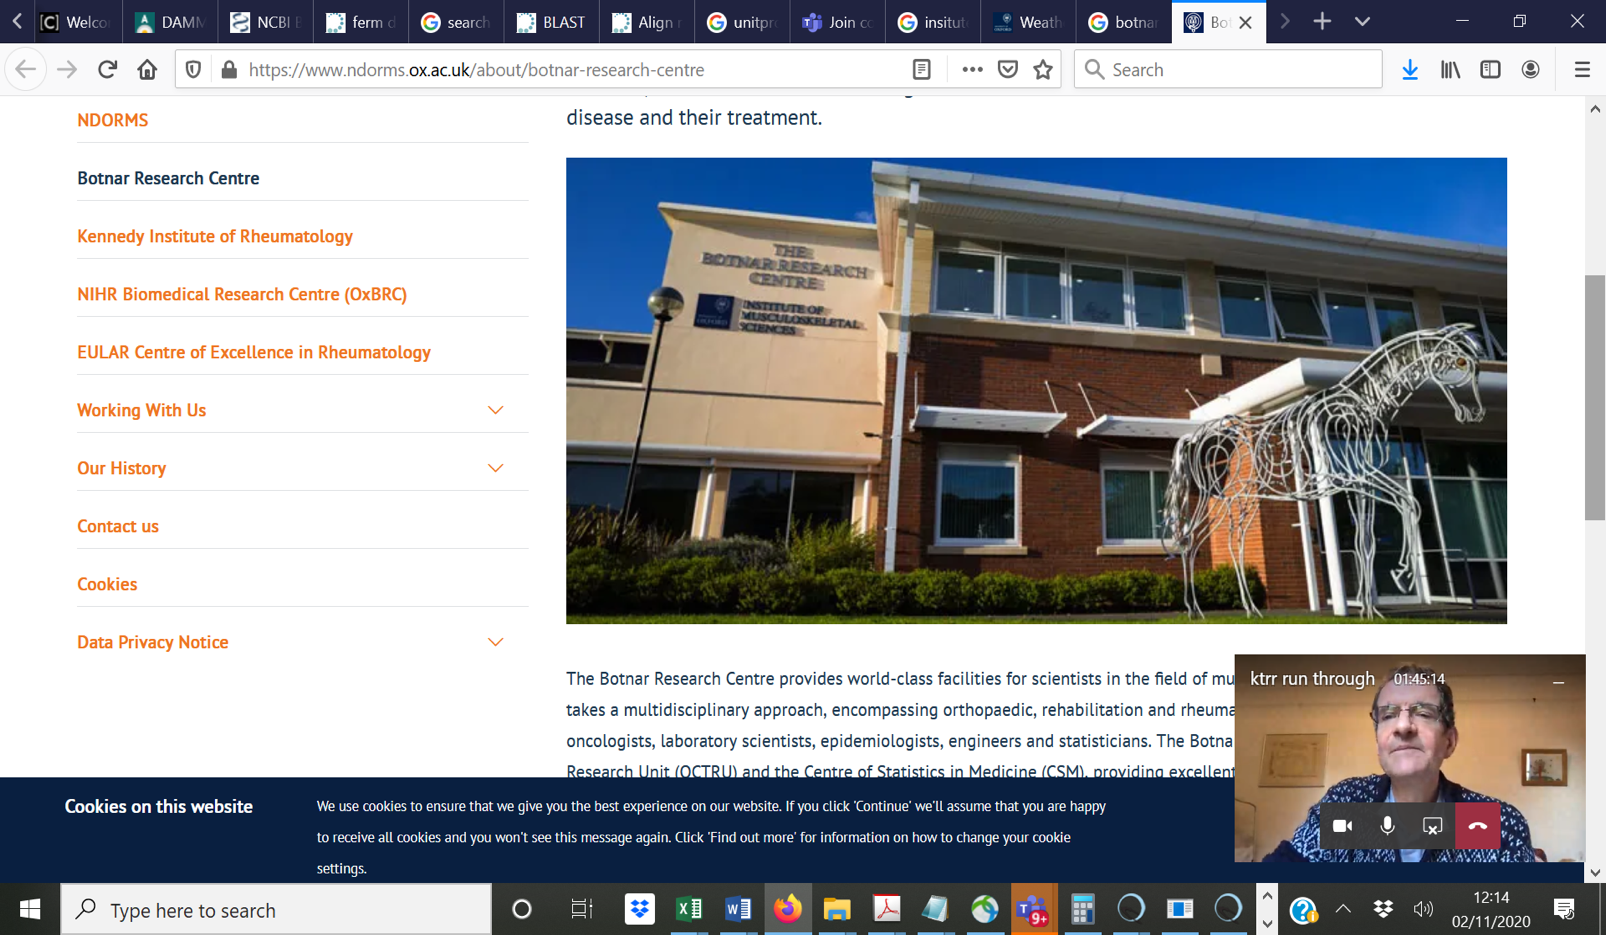 Welco
DAMM
NCBI
ferm
search
BLAST
Align
unitpr
Join c
insitut
Weath
botnar
Bo
https://www.ndorms.ox.ac.uk/about/botnar-research-centre
Search
NDORMS
Botnar Research Centre
Kennedy Institute of Rheumatology
NIHR Biomedical Research Centre (OxBRC)
EULAR Centre of Excellence in Rheumatology
Working With Us
Our History
Contact us
Cookies
Data Privacy Notice
disease and their treatment.
THE
BOTNAR RESEARCH
CENTRE
OXFORD
INSTITUTE OF
MUSCULOSKELETAL
SCIENCES
The Botnar Research Centre provides world-class facilities for scientists in the field of mu
takes a multidisciplinary approach, encompassing orthopaedic, rehabilitation and rheuma
oncologists, laboratory scientists, epidemiologists, engineers and statisticians. The Botna
Research Unit (OCTRU) and the Centre of Statistics in Medicine (CSM), providing excellent
ktrr run through 01:45:14
Cookies on this website
We use cookies to ensure that we give you the best experience on our website. If you click 'Continue' we'll assume that you are happy
to receive all cookies and you won't see this message again. Click 'Find out more' for information on how to change your cookie
settings.
Type here to search
9+
12:14
02/11/2020